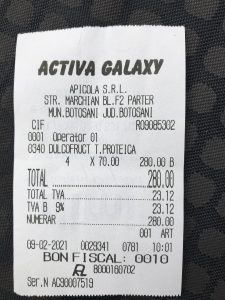 ACTIVA GALAXY
APICOLA S.R.L.
STR. MARCHIAN BL.F2 PARTER
MUN.BOTOSANI JUD.BOTOSANI
CIF RO9085302
0001 Operator 01
0340 DULCOFRUCT T.PROTEICA
4 X 70.00 280.00 B
TOTAL 280.00
TOTAL TVA 23.12
TVA B 9% 23.12
NUMERAR 280.00
001 ART
09-02-2021 0029341 0781 10:01
BON FISCAL: 0010
8000160702
Ser.N AC90007519